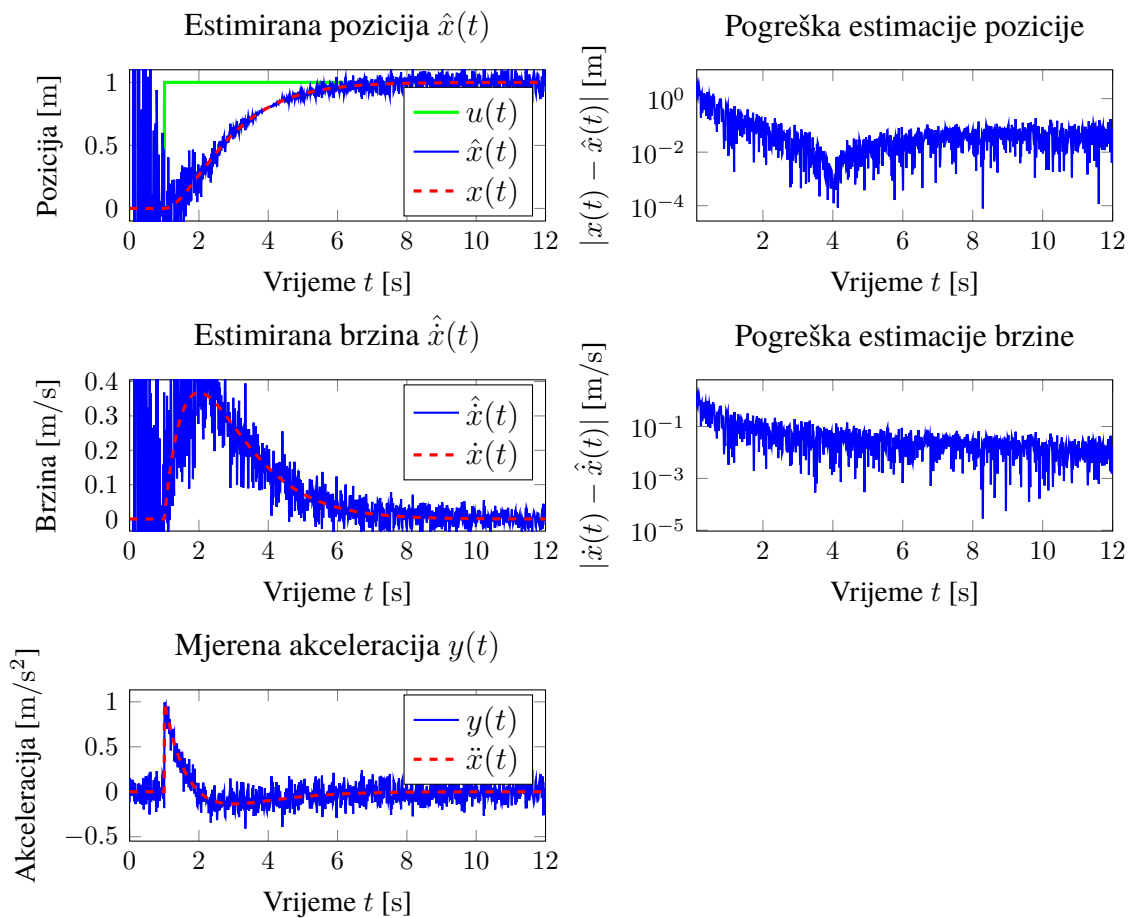 Estimirana pozicija x̂(t)
Pozicija [m]
1
0.5
0
u(t)
x̂(t)
x(t)
0 2 4 6 8 10 12
Vrijeme t [s]
Pogreška estimacije pozicije
|x(t) − x̂(t)| [m]
10⁰
10⁻²
10⁻⁴
2 4 6 8 10 12
Vrijeme t [s]
Estimirana brzina ẋ̂(t)
Brzina [m/s]
0.4
0.3
0.2
0.1
0
ẋ̂(t)
ẋ(t)
0 2 4 6 8 10 12
Vrijeme t [s]
Pogreška estimacije brzine
|ẋ(t) − ẋ̂(t)| [m/s]
10⁻¹
10⁻³
10⁻⁵
2 4 6 8 10 12
Vrijeme t [s]
Mjerena akceleracija y(t)
Akceleracija [m/s²]
1
0.5
0
−0.5
y(t)
ẍ(t)
0 2 4 6 8 10 12
Vrijeme t [s]